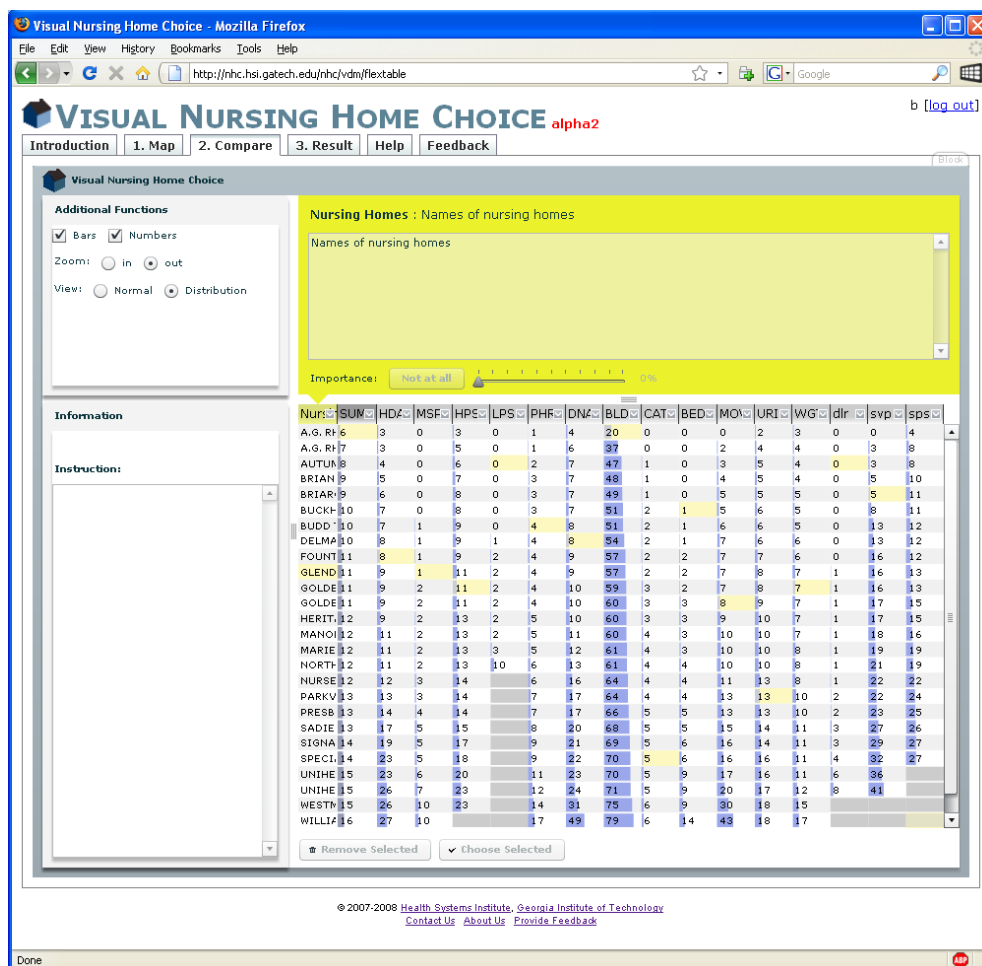 Visual Nursing Home Choice - Mozilla Firefox
File Edit View History Bookmarks Tools Help
http://nhc.hsi.gatech.edu/nhc/vdm/flextable
G Google
b [log out]
VISUAL NURSING HOME CHOICE alpha2
Introduction 1. Map 2. Compare 3. Result Help Feedback
Block
Visual Nursing Home Choice
Additional Functions
Bars Numbers
Zoom: in out
View: Normal Distribution
Nursing Homes : Names of nursing homes
Names of nursing homes
Importance: Not at all 0%
Information
Instruction:
SUM HPS LPS BLD CAT BED URI dlr svp sps
A.G. 6 3 0 3 0 1 4 20 0 0 0 2 3 0 0 4
A.G. 7 3 0 5 0 1 6 37 0 0 2 4 4 0 3 8
AUTUM 8 4 0 6 0 2 7 47 1 0 3 5 4 0 3 8
BRIAN 9 5 0 7 0 3 7 48 1 0 4 5 4 0 5 10
BRIAR 9 6 0 8 0 3 7 49 1 0 5 5 5 0 5 11
BUCKH 10 7 0 8 0 3 7 51 2 1 5 6 5 0 8 11
BUDD 10 7 1 9 0 4 8 51 2 1 6 6 5 0 13 12
DELMA 10 8 1 9 1 4 8 54 2 1 7 6 6 0 13 12
FOUNT 11 8 1 9 2 4 9 57 2 2 7 7 6 0 16 12
GLEND 11 9 1 11 2 4 9 57 2 2 7 8 7 1 16 13
GOLDE 11 9 2 11 2 4 10 59 3 2 7 8 7 1 16 13
GOLDE 11 9 2 11 2 4 10 60 3 3 8 9 7 1 17 15
HERIT 12 9 2 13 2 5 10 60 3 3 9 10 7 1 17 15
MANOI 12 11 2 13 2 5 11 60 4 3 10 10 7 1 18 16
MARIE 12 11 2 13 3 5 12 61 4 3 10 10 8 1 19 19
NORTH 12 11 2 13 10 6 13 61 4 4 10 10 8 1 21 19
NURSE 12 12 3 14 6 16 64 4 4 11 13 8 1 22 22
PARKV 13 13 3 14 7 17 64 4 4 13 13 10 2 22 24
PRESB 13 14 4 14 7 17 66 5 5 13 13 10 2 23 25
SADIE 13 17 5 15 8 20 68 5 5 15 14 11 3 27 26
SIGNA 14 19 5 17 9 21 69 5 6 16 14 11 3 29 27
SPECI 14 23 5 18 9 22 70 5 6 16 16 11 4 32 27
UNIHE 15 23 6 20 11 23 70 5 9 17 16 11 6 36
UNIHE 15 26 7 23 12 24 71 5 9 20 17 12 8 41
WESTM 15 26 10 23 14 31 75 6 9 30 18 15
WILLIA 16 27 10 17 49 79 6 14 43 18 17
Remove Selected Choose Selected
© 2007-2008 Health Systems Institute, Georgia Institute of Technology
Contact Us About Us Provide Feedback
Done ABP